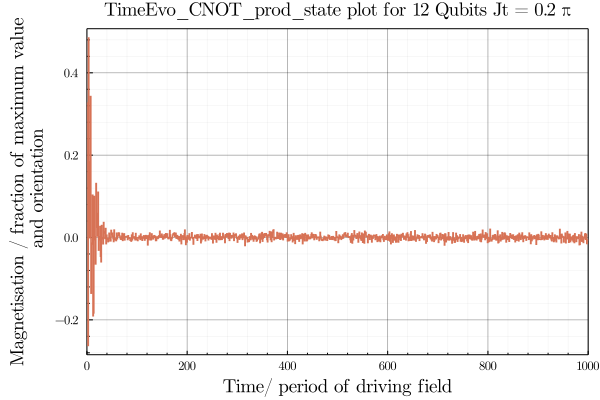 TimeEvo_CNOT_prod_state plot for 12 Qubits Jt = 0.2 π
Magnetisation / fraction of maximum value
and orientation
0.4
0.2
0.0
−0.2
0 200 400 600 800 1000
Time/ period of driving field